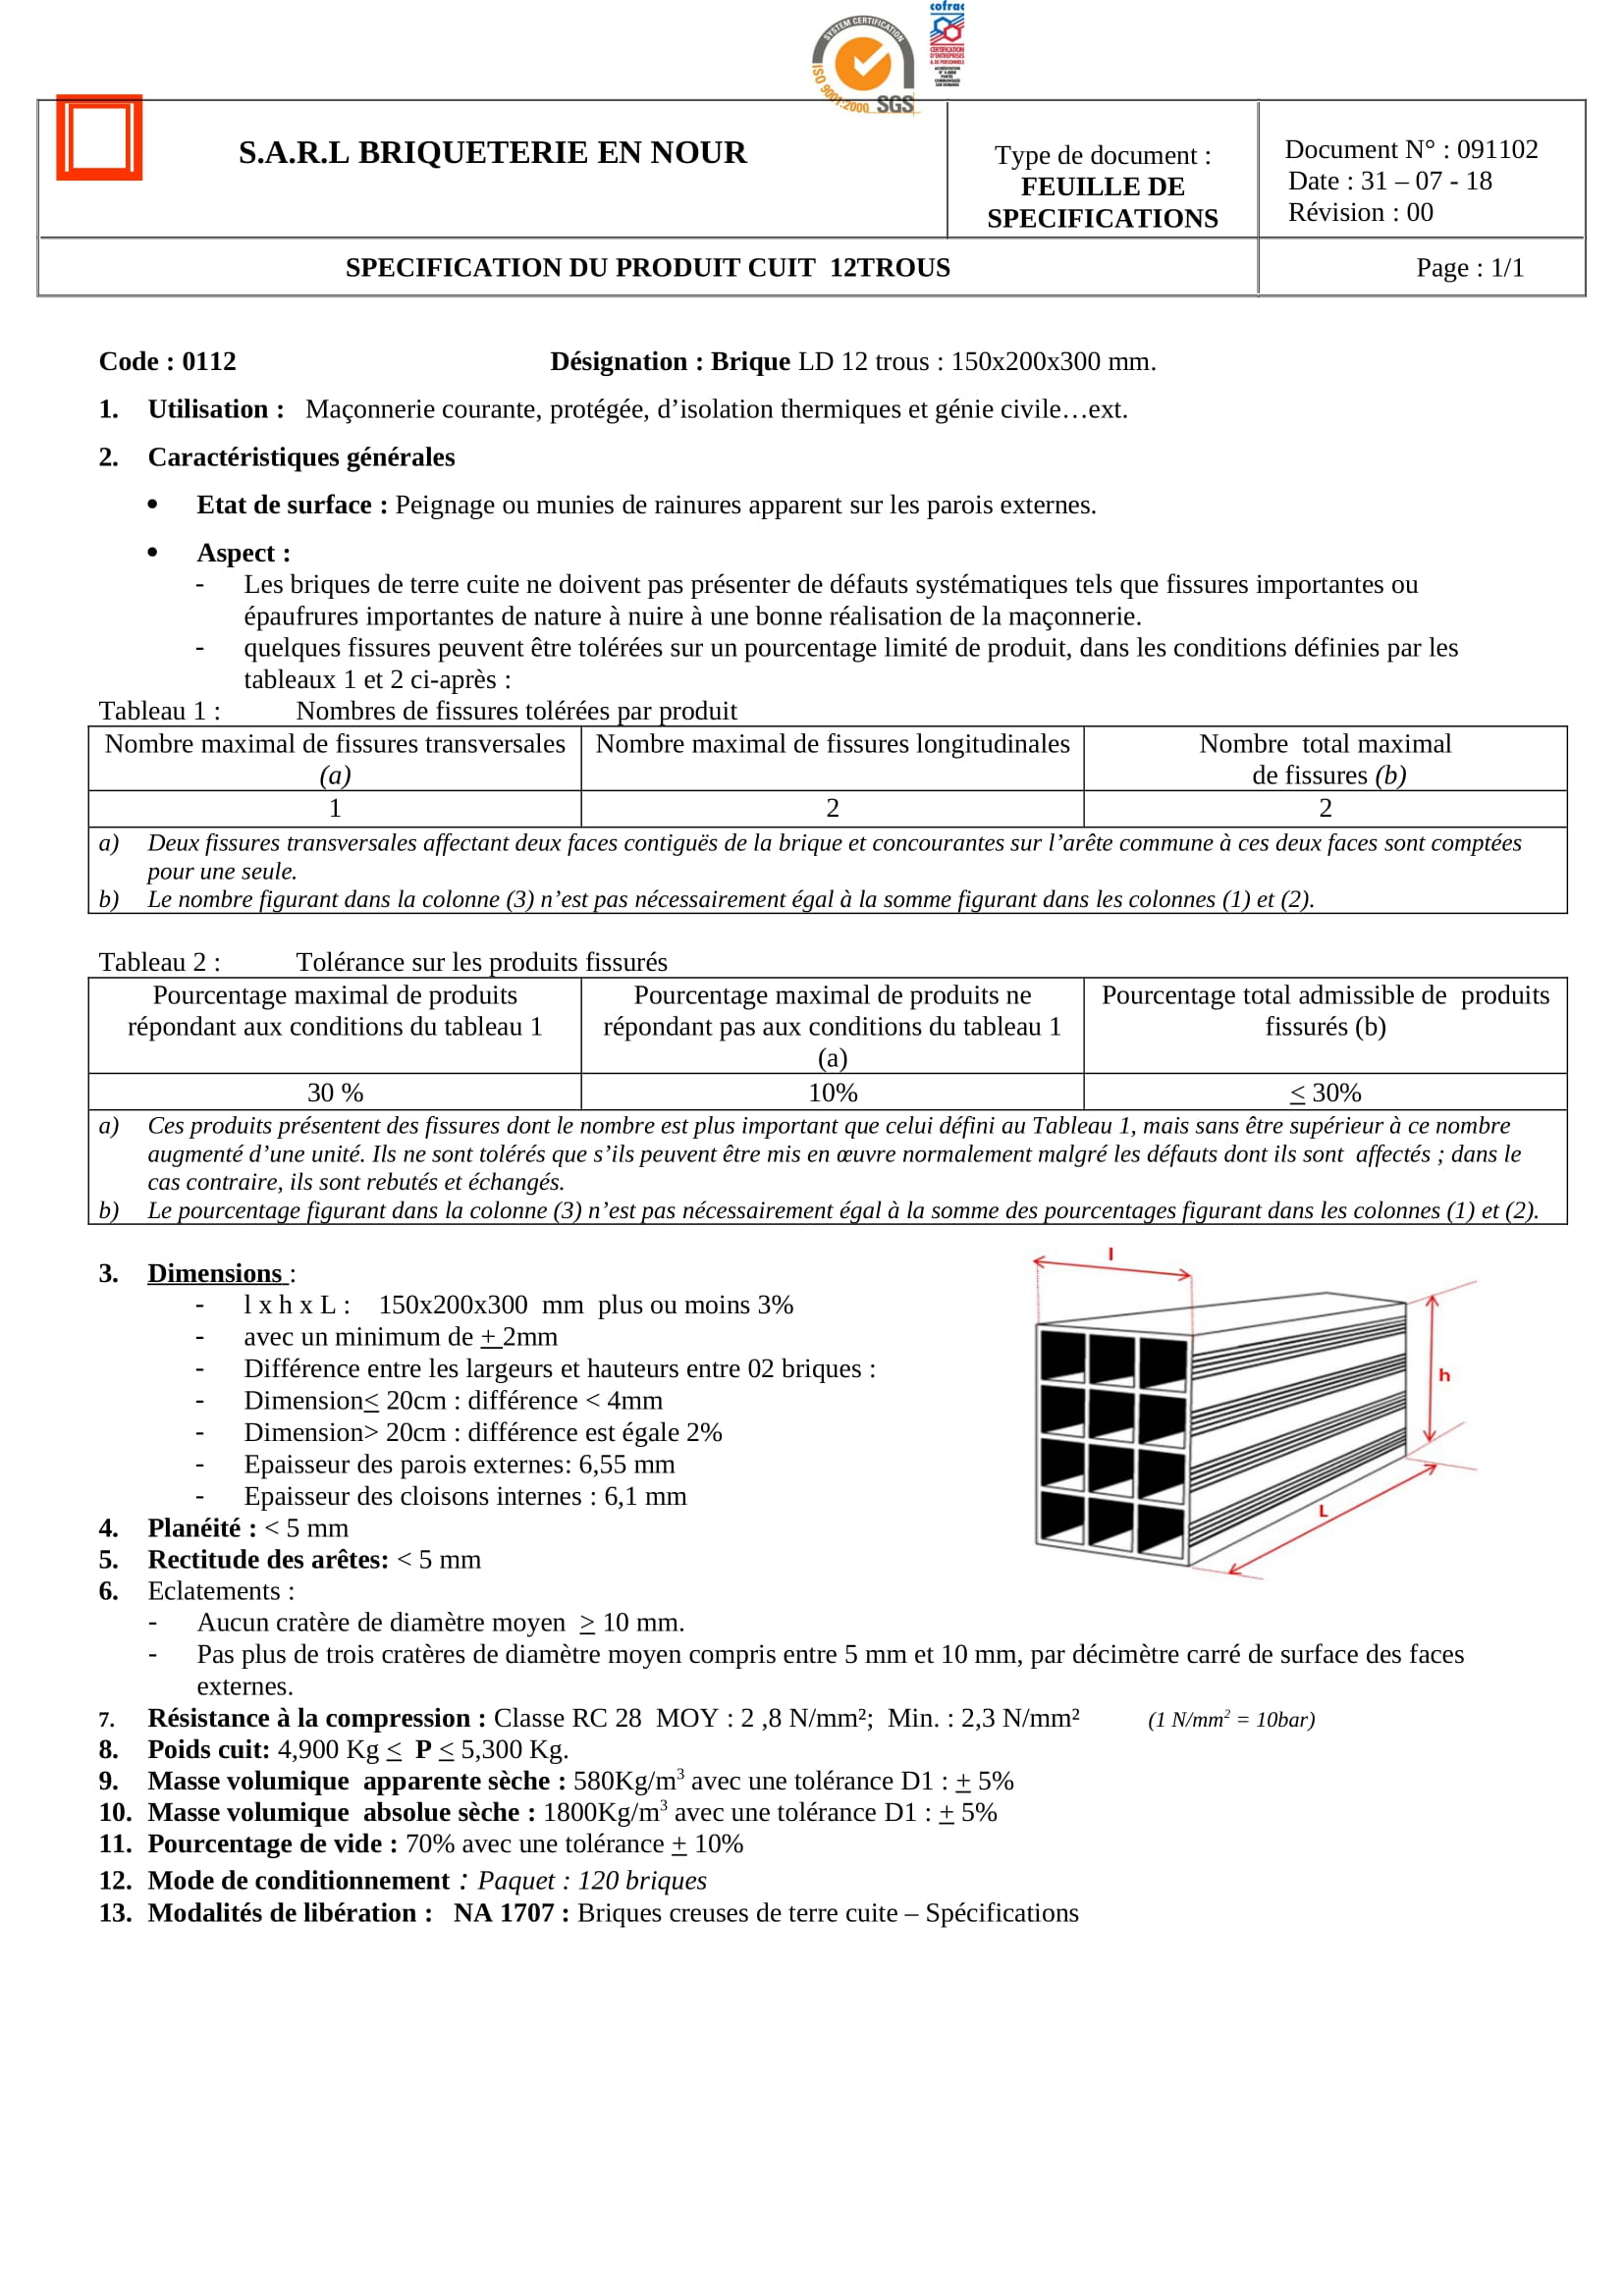 cofrac
CERTIFICATION
D'ENTREPRISES
& DE PERSONNELS
SYSTEM CERTIFICATION
ISO 9001:2000
SGS
S.A.R.L BRIQUETERIE EN NOUR
Type de document :
FEUILLE DE
SPECIFICATIONS
Document N° : 091102
Date : 31 – 07 - 18
Révision : 00
SPECIFICATION DU PRODUIT CUIT  12TROUS
Page : 1/1
Code : 0112 Désignation : Brique LD 12 trous : 150x200x300 mm.
1. Utilisation :   Maçonnerie courante, protégée, d’isolation thermiques et génie civile…ext.
2. Caractéristiques générales
• Etat de surface : Peignage ou munies de rainures apparent sur les parois externes.
• Aspect :
- Les briques de terre cuite ne doivent pas présenter de défauts systématiques tels que fissures importantes ou
épaufrures importantes de nature à nuire à une bonne réalisation de la maçonnerie.
- quelques fissures peuvent être tolérées sur un pourcentage limité de produit, dans les conditions définies par les
tableaux 1 et 2 ci-après :
Tableau 1 : Nombres de fissures tolérées par produit
Nombre maximal de fissures transversales
(a)
Nombre maximal de fissures longitudinales
Nombre  total maximal
de fissures (b)
1 2 2
a) Deux fissures transversales affectant deux faces contiguës de la brique et concourantes sur l’arête commune à ces deux faces sont comptées
pour une seule.
b) Le nombre figurant dans la colonne (3) n’est pas nécessairement égal à la somme figurant dans les colonnes (1) et (2).
Tableau 2 : Tolérance sur les produits fissurés
Pourcentage maximal de produits
répondant aux conditions du tableau 1
Pourcentage maximal de produits ne
répondant pas aux conditions du tableau 1
(a)
Pourcentage total admissible de  produits
fissurés (b)
30 % 10% ≤ 30%
a) Ces produits présentent des fissures dont le nombre est plus important que celui défini au Tableau 1, mais sans être supérieur à ce nombre
augmenté d’une unité. Ils ne sont tolérés que s’ils peuvent être mis en œuvre normalement malgré les défauts dont ils sont  affectés ; dans le
cas contraire, ils sont rebutés et échangés.
b) Le pourcentage figurant dans la colonne (3) n’est pas nécessairement égal à la somme des pourcentages figurant dans les colonnes (1) et (2).
3. Dimensions :
- l x h x L :    150x200x300  mm  plus ou moins 3%
- avec un minimum de ± 2mm
- Différence entre les largeurs et hauteurs entre 02 briques :
- Dimension≤ 20cm : différence < 4mm
- Dimension> 20cm : différence est égale 2%
- Epaisseur des parois externes: 6,55 mm
- Epaisseur des cloisons internes : 6,1 mm
l
h
L
4. Planéité : < 5 mm
5. Rectitude des arêtes: < 5 mm
6. Eclatements :
- Aucun cratère de diamètre moyen  ≥ 10 mm.
- Pas plus de trois cratères de diamètre moyen compris entre 5 mm et 10 mm, par décimètre carré de surface des faces
externes.
7. Résistance à la compression : Classe RC 28  MOY : 2 ,8 N/mm²;  Min. : 2,3 N/mm² (1 N/mm² = 10bar)
8. Poids cuit: 4,900 Kg ≤  P ≤ 5,300 Kg.
9. Masse volumique  apparente sèche : 580Kg/m³ avec une tolérance D1 : ± 5%
10. Masse volumique  absolue sèche : 1800Kg/m³ avec une tolérance D1 : ± 5%
11. Pourcentage de vide : 70% avec une tolérance ± 10%
12. Mode de conditionnement : Paquet : 120 briques
13. Modalités de libération :   NA 1707 : Briques creuses de terre cuite – Spécifications